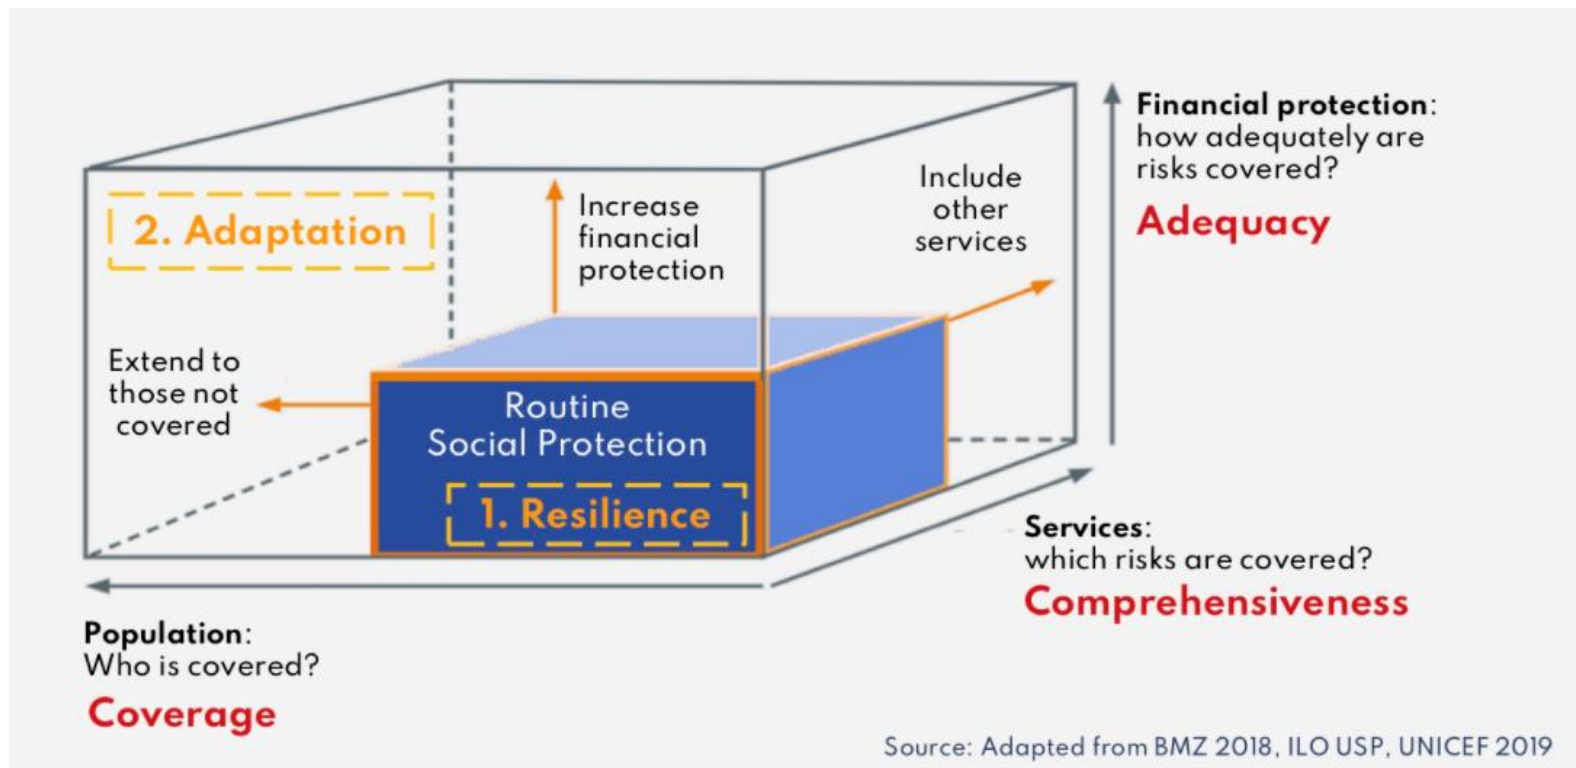 Financial protection:
how adequately are
risks covered?
Adequacy
Include
other
services
2. Adaptation
Increase
financial
protection
Extend to
those not
covered
Routine
Social Protection
1. Resilience
Services:
which risks are covered?
Comprehensiveness
Population:
Who is covered?
Coverage
Source: Adapted from BMZ 2018, ILO USP, UNICEF 2019